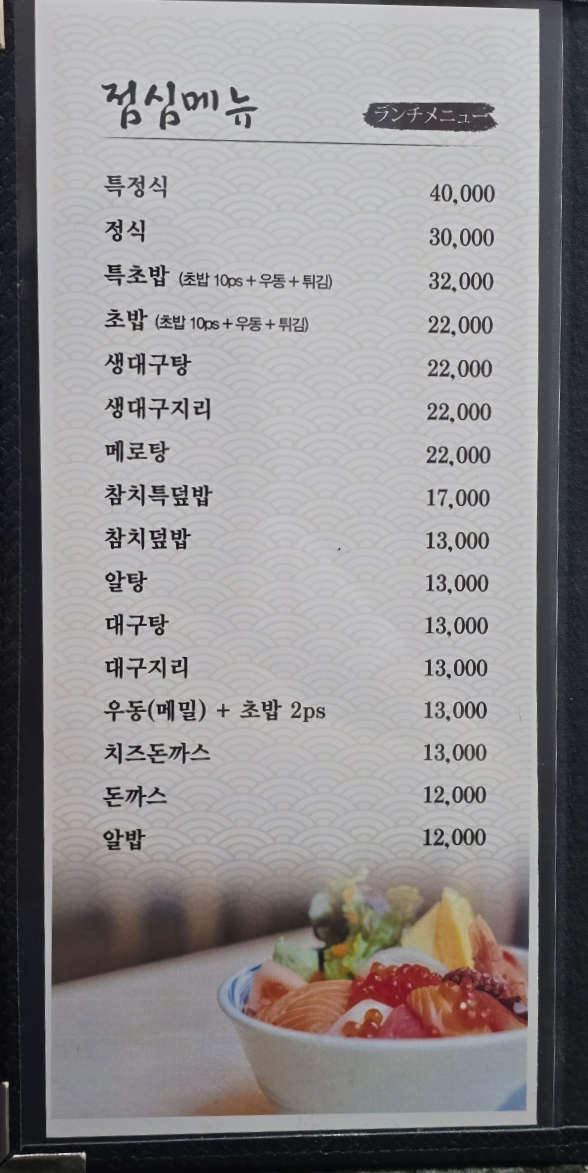 점심메뉴 ランチメニュー
특정식 40,000
정식 30,000
특초밥 (초밥 10ps + 우동 + 튀김) 32,000
초밥 (초밥 10ps + 우동 + 튀김) 22,000
생대구탕 22,000
생대구지리 22,000
메로탕 22,000
참치특덮밥 17,000
참치덮밥 13,000
알탕 13,000
대구탕 13,000
대구지리 13,000
우동(메밀) + 초밥 2ps 13,000
치즈돈까스 13,000
돈까스 12,000
알밥 12,000